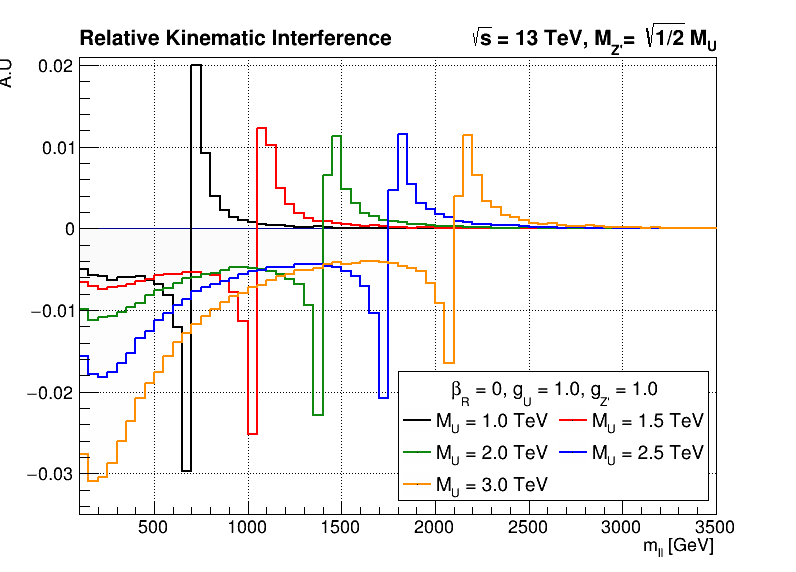 Relative Kinematic Interference
√s = 13 TeV, M_Z'= √1/2 M_U
A.U
0.02
0.01
0
−0.01
−0.02
−0.03
β_R = 0, g_U = 1.0, g_Z' = 1.0
M_U = 1.0 TeV M_U = 1.5 TeV
M_U = 2.0 TeV M_U = 2.5 TeV
M_U = 3.0 TeV
500 1000 1500 2000 2500 3000 3500
m_ll [GeV]